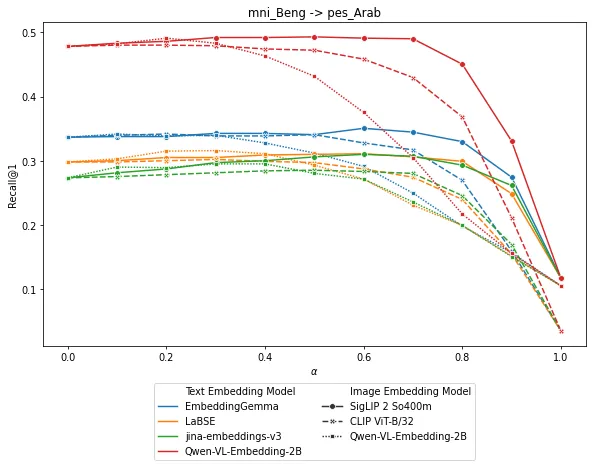 mni_Beng -> pes_Arab
Recall@1
0.5
0.4
0.3
0.2
0.1
0.0 0.2 0.4 0.6 0.8 1.0
α
Text Embedding Model Image Embedding Model
EmbeddingGemma SigLIP 2 So400m
LaBSE CLIP ViT-B/32
jina-embeddings-v3 Qwen-VL-Embedding-2B
Qwen-VL-Embedding-2B